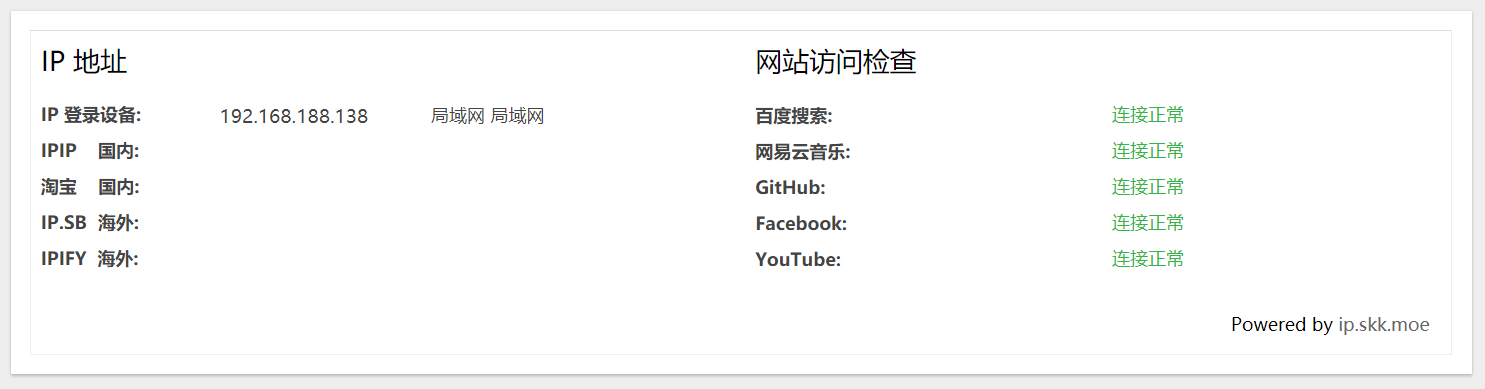 IP 地址
IP 登录设备: 192.168.188.138 局域网 局域网
IPIP 国内:
淘宝 国内:
IP.SB 海外:
IPIFY 海外:
网站访问检查
百度搜索: 连接正常
网易云音乐: 连接正常
GitHub: 连接正常
Facebook: 连接正常
YouTube: 连接正常
Powered by ip.skk.moe